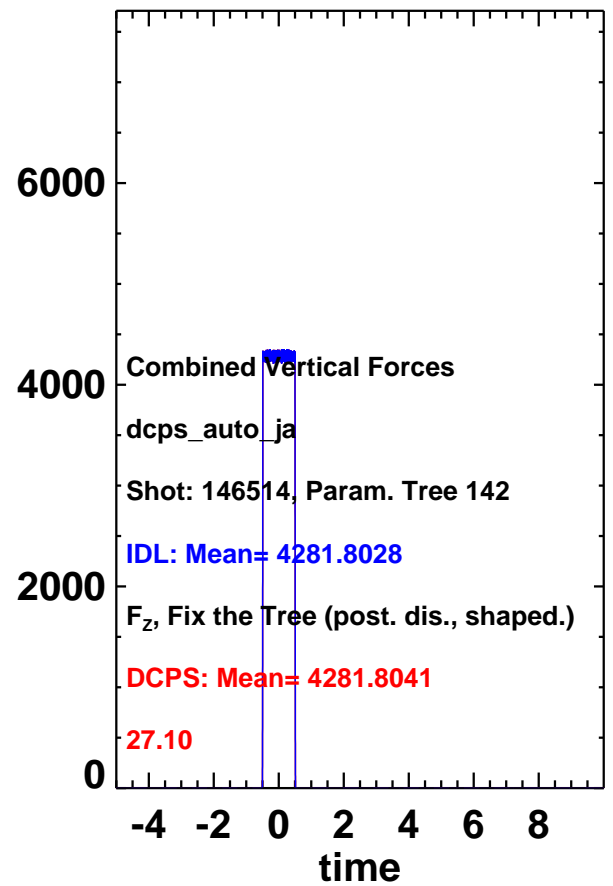 6000
4000
2000
0
Combined Vertical Forces
dcps_auto_ja
Shot: 146514, Param. Tree 142
IDL: Mean= 4281.8028
F_Z, Fix the Tree (post. dis., shaped.)
DCPS: Mean= 4281.8041
27.10
-4 -2 0 2 4 6 8
time